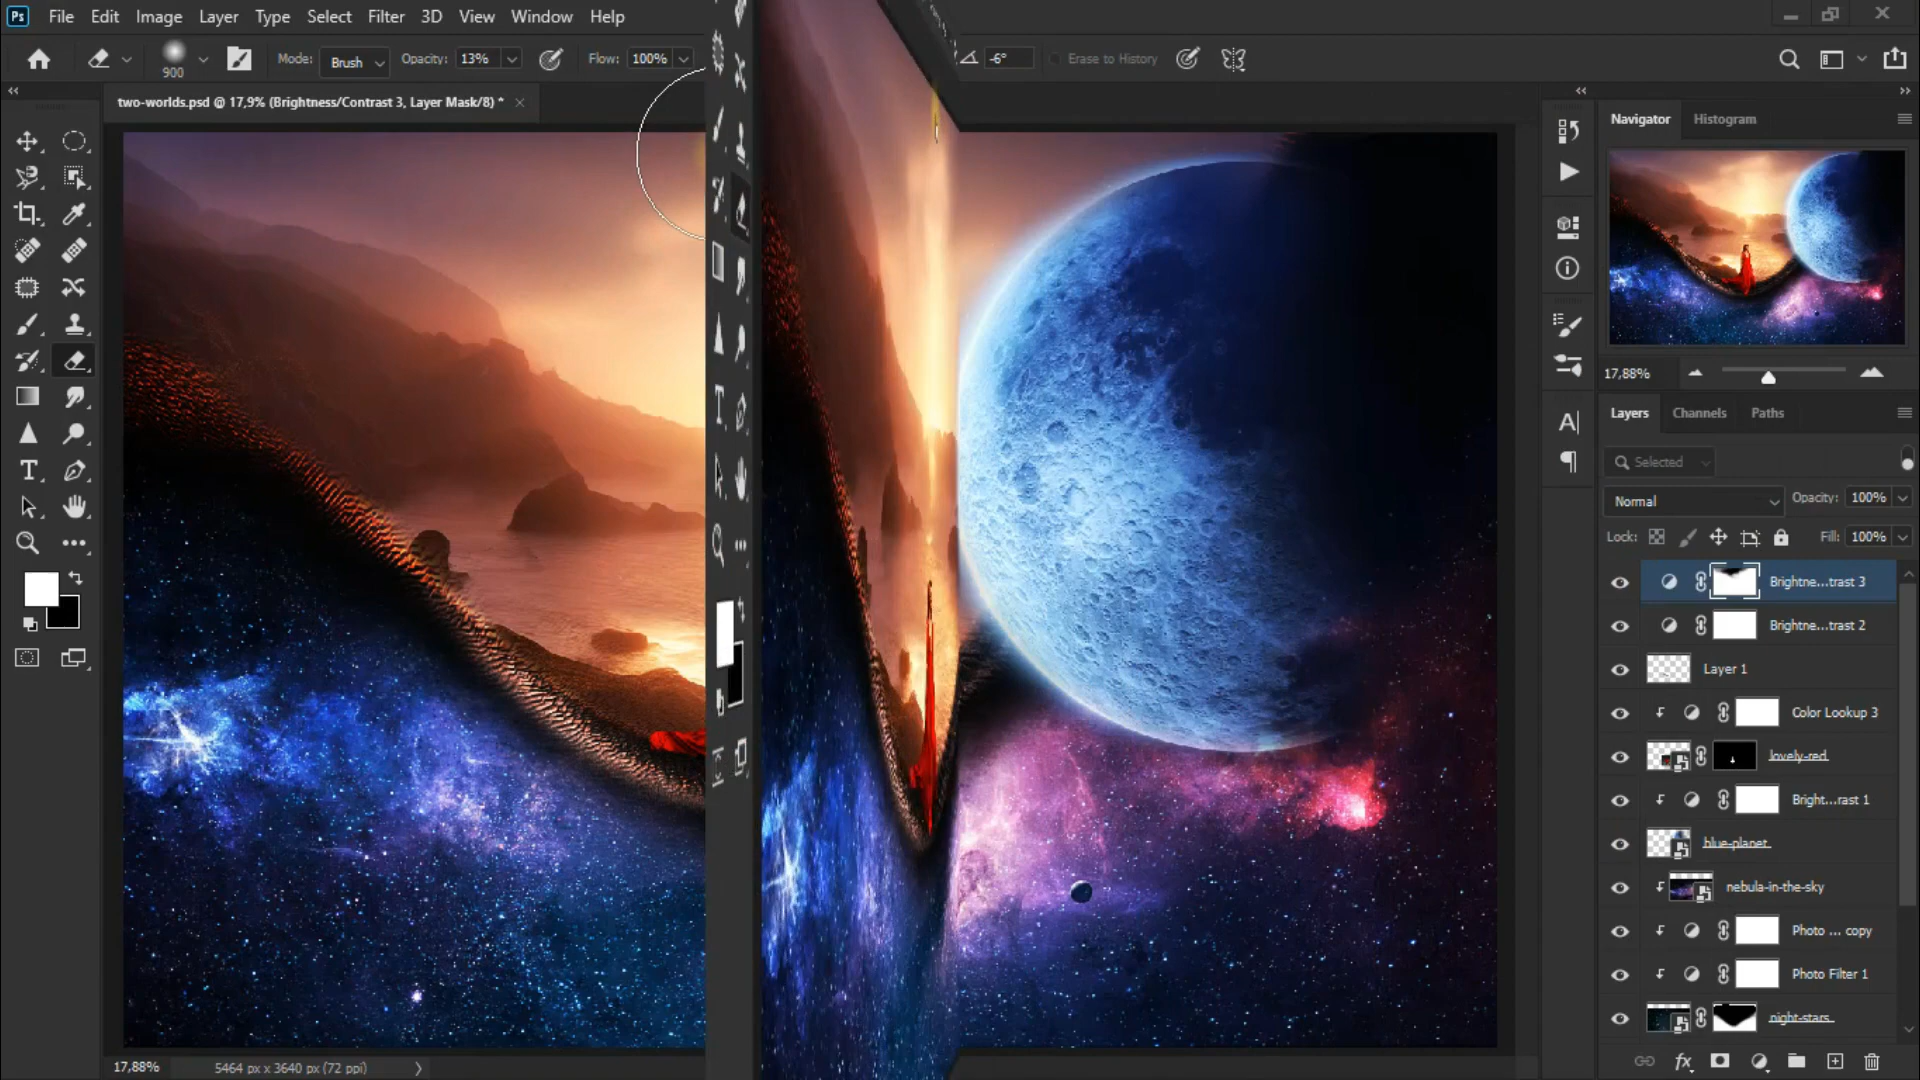 Ps File Edit Image Layer Type Select Filter 3D View Window Help
900 Mode: Brush Opacity: 13% Flow: 100% -6° Erase to History
two-worlds.psd @ 17,9% (Brightness/Contrast 3, Layer Mask/8) *
Navigator Histogram
17,88%
Layers Channels Paths
Selected
Normal Opacity: 100%
Lock: Fill: 100%
Brightne...trast 3
Brightne...trast 2
Layer 1
Color Lookup 3
lovely-red
Bright...rast 1
blue-planet
nebula-in-the-sky
Photo ... copy
Photo Filter 1
night-stars
17,88% 5464 px x 3640 px (72 ppi)
fx